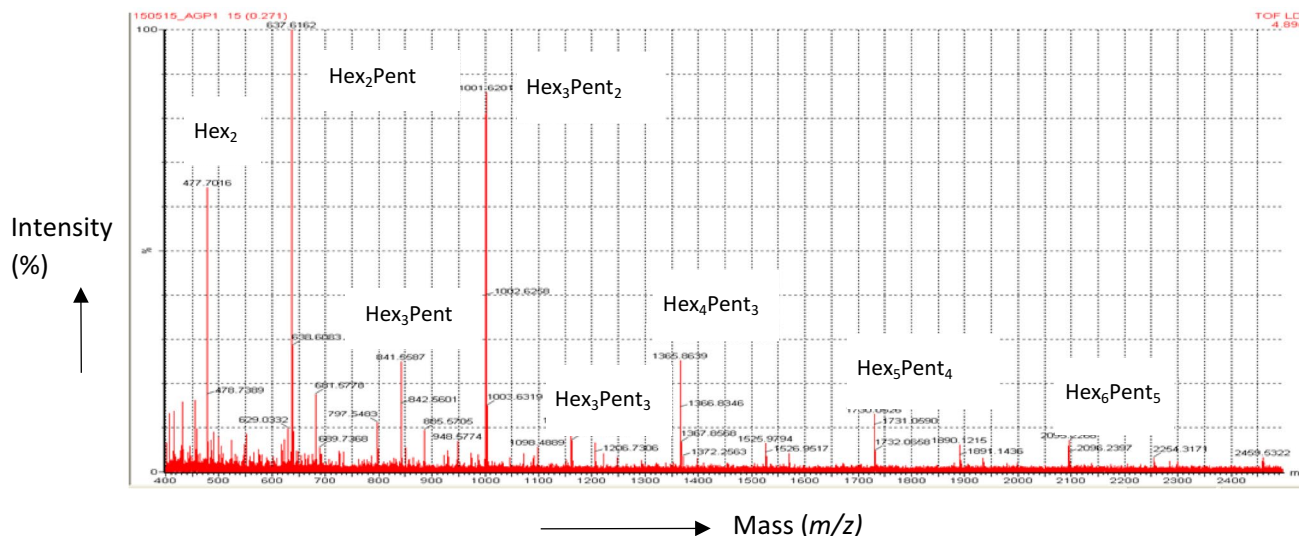 150515_AGP1 15 (0.271)
TOF LD
4.89
100
637.6162
Hex₂Pent
1001.6201
Hex₃Pent₂
Hex₂
477.7016
Intensity
(%)
%
1002.6258
Hex₃Pent
Hex₄Pent₃
638.6083
841.5587
1365.8639
478.7389
681.5778
842.5601
1003.6319
1366.8346
Hex₃Pent₃
Hex₅Pent₄
Hex₆Pent₅
629.0332
797.5483
885.5705
1
1731.0590
689.7368
948.5774
1098.4889
1206.7306
1367.8568
1372.2563
1525.9794
1526.9517
1732.0658
1890.1215
1891.1436
2096.2397
2254.3171
2459.5322
0
400 500 600 700 800 900 1000 1100 1200 1300 1400 1500 1600 1700 1800 1900 2000 2100 2200 2300 2400
m
Mass (m/z)